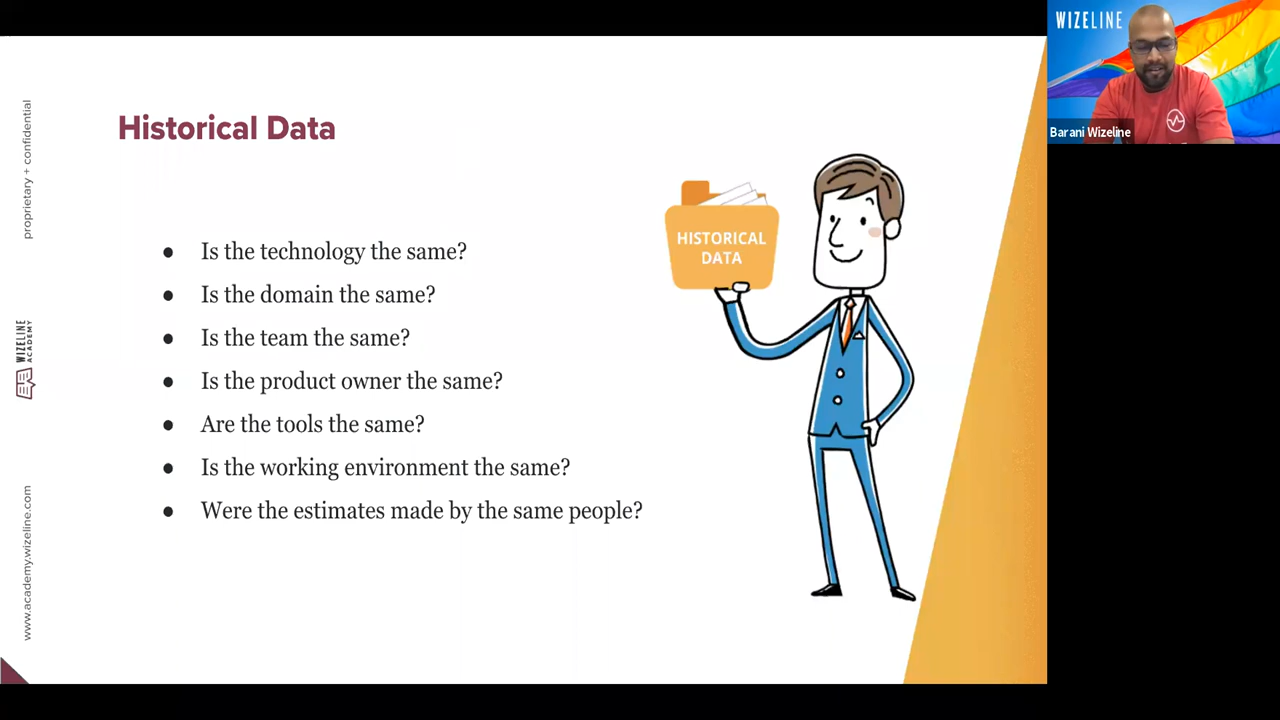 Historical Data
Is the technology the same?
Is the domain the same?
Is the team the same?
Is the product owner the same?
Are the tools the same?
Is the working environment the same?
Were the estimates made by the same people?
HISTORICAL
DATA
proprietary + confidential
WIZELINE
ACADEMY
www.academy.wizeline.com
WIZELINE
Barani Wizeline